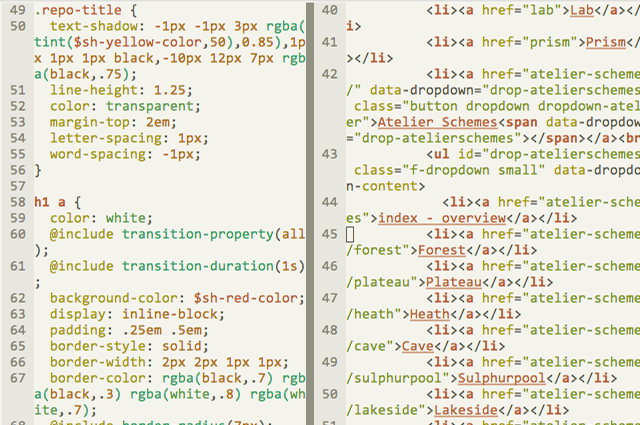 49 .repo-title {
50 text-shadow: -1px -1px 3px rgba(
tint($sh-yellow-color,50),0.85),1p
x 1px 1px black,-10px 12px 7px rgb
a(black,.75);
51 line-height: 1.25;
52 color: transparent;
53 margin-top: 2em;
54 letter-spacing: 1px;
55 word-spacing: -1px;
56 }
57
58 h1 a {
59 color: white;
60 @include transition-property(all
);
61 @include transition-duration(1s)
;
62 background-color: $sh-red-color;
63 display: inline-block;
64 padding: .25em .5em;
65 border-style: solid;
66 border-width: 2px 2px 1px 1px;
67 border-color: rgba(black,.7) rgb
a(black,.3) rgba(white,.8) rgba(wh
ite,.7);
68 @include border-radius(7px);
40 <li><a href="lab">Lab</a></l
i>
41 <li><a href="prism">Prism</a
></li>
42 <li><a href="atelier-scheme
/" data-dropdown="drop-atelierschemes
class="button dropdown dropdown-atel
er">Atelier Schemes<span data-dropdow
="drop-atelierschemes"></span></a><br
43 <ul id="drop-atelierschemes
class="f-dropdown small" data-dropdo
n-content>
44 <li><a href="atelier-schem
es">index - overview</a></li>
45 <li><a href="atelier-scheme
/forest">Forest</a></li>
46 <li><a href="atelier-scheme
/plateau">Plateau</a></li>
47 <li><a href="atelier-scheme
/heath">Heath</a></li>
48 <li><a href="atelier-scheme
/cave">Cave</a></li>
49 <li><a href="atelier-scheme
/sulphurpool">Sulphurpool</a></li>
50 <li><a href="atelier-scheme
/lakeside">Lakeside</a></li>